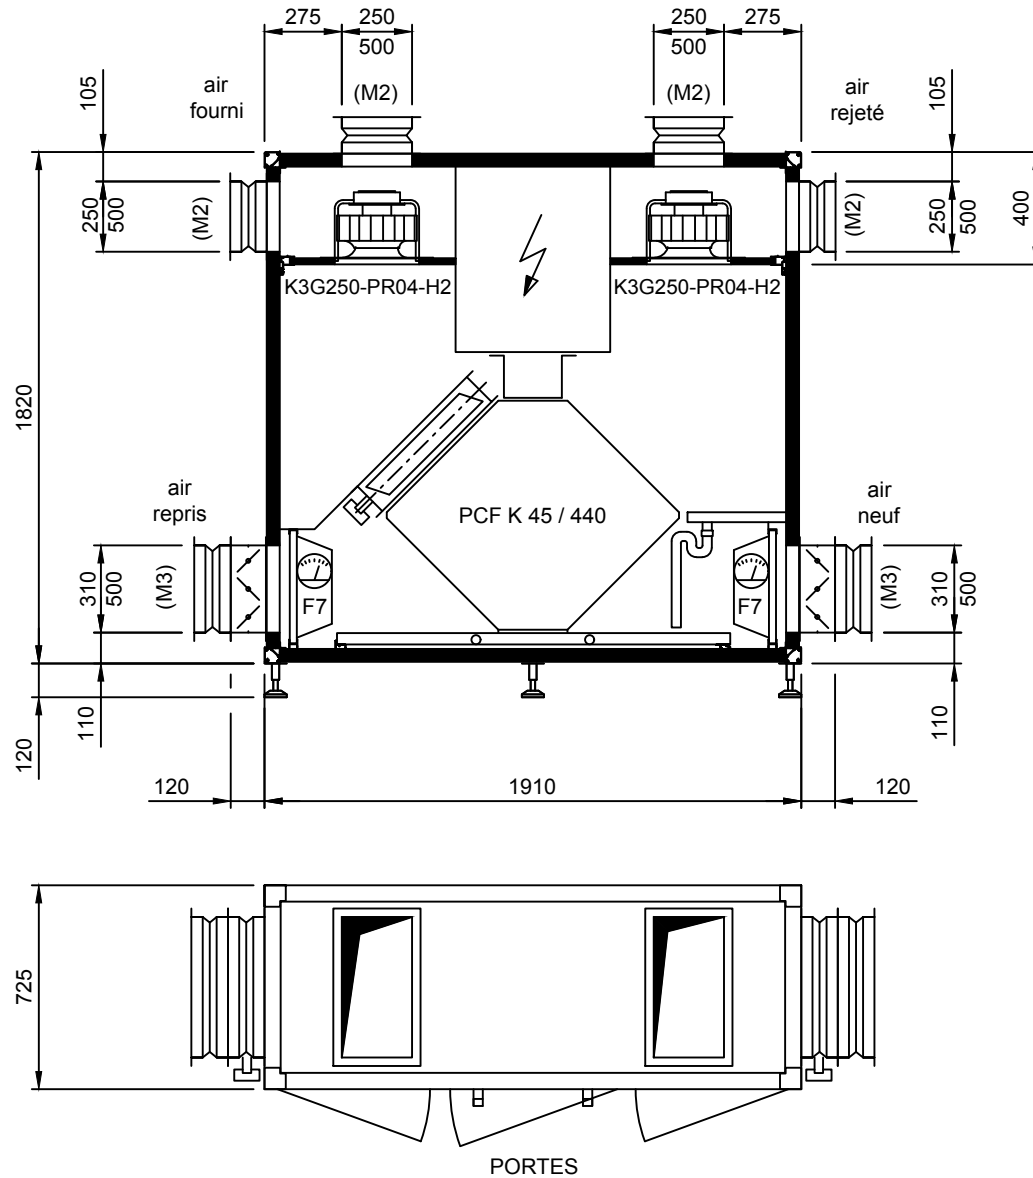 275
250
500
250
500
275
(M2)
(M2)
air
fourni
air
rejeté
105
105
250
500
(M2)
(M2)
250
500
400
K3G250-PR04-H2
K3G250-PR04-H2
1820
air
repris
PCF K 45 / 440
air
neuf
310
500
(M3)
F7
F7
(M3)
310
500
120
110
110
120
1910
120
725
PORTES